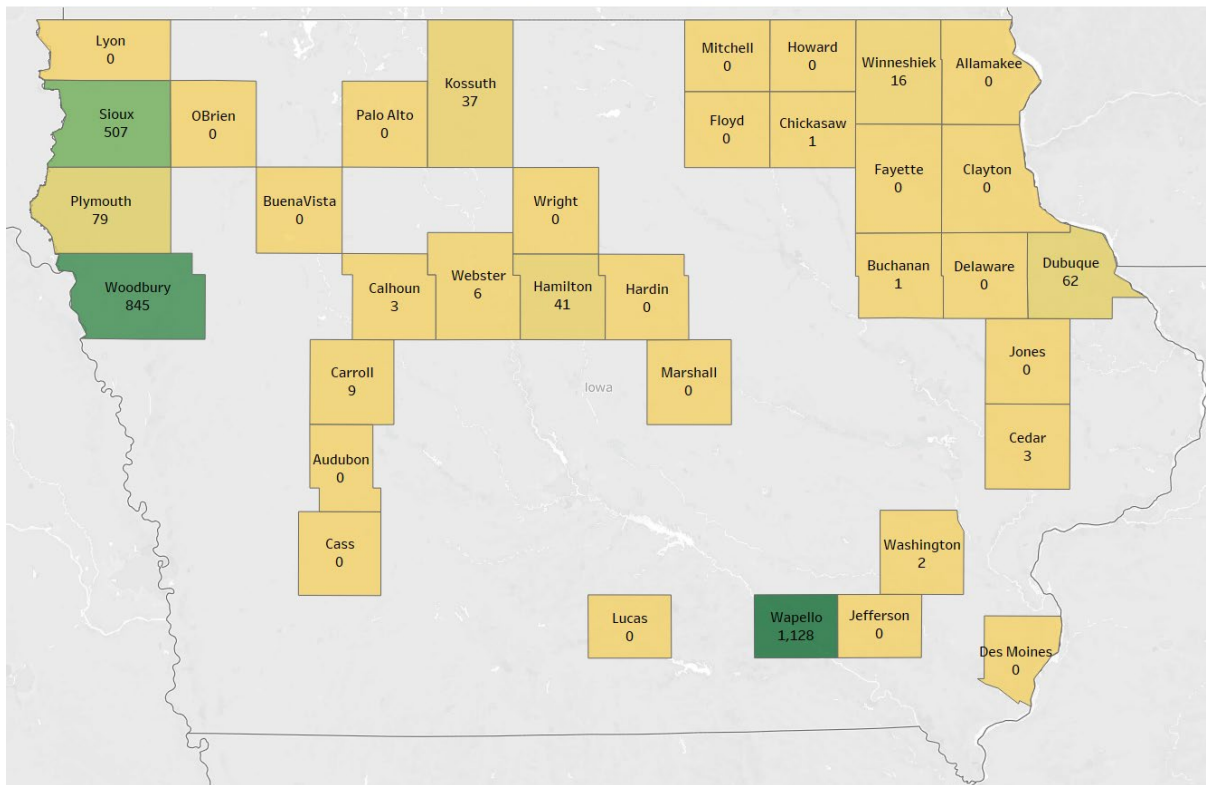 Lyon
0
Sioux
507
OBrien
0
Palo Alto
0
Kossuth
37
Mitchell
0
Howard
0
Winneshiek
16
Allamakee
0
Floyd
0
Chickasaw
1
Plymouth
79
BuenaVista
0
Wright
0
Fayette
0
Clayton
0
Woodbury
845
Calhoun
3
Webster
6
Hamilton
41
Hardin
0
Buchanan
1
Delaware
0
Dubuque
62
Carroll
9
Iowa
Marshall
0
Jones
0
Audubon
0
Cedar
3
Cass
0
Washington
2
Lucas
0
Wapello
1,128
Jefferson
0
Des Moines
0